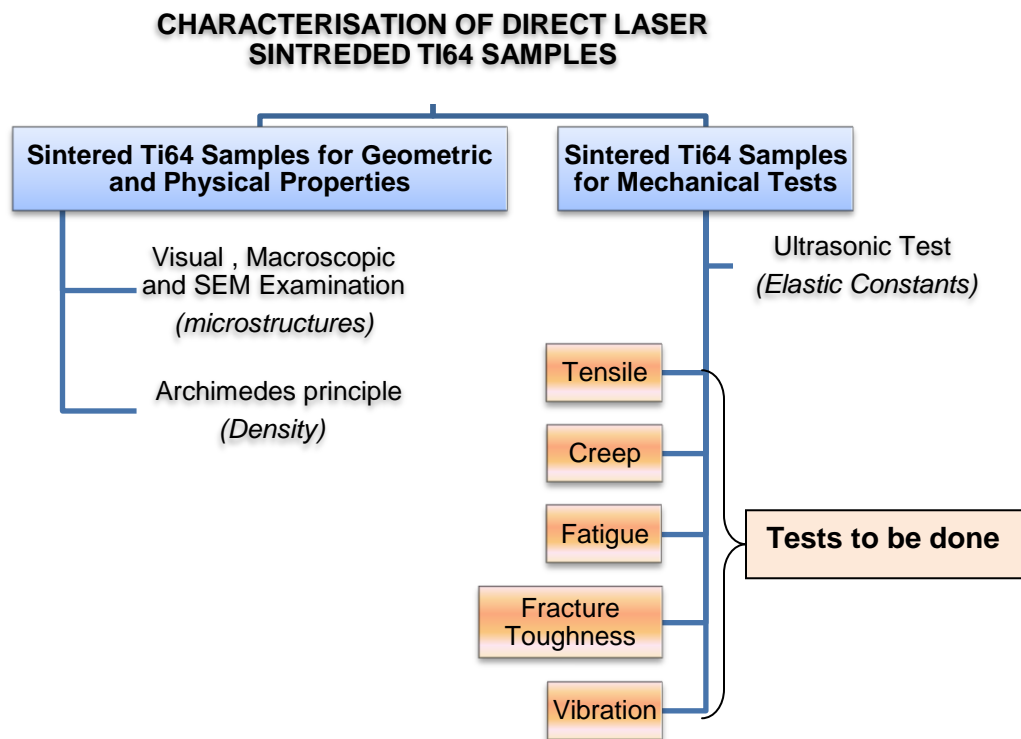 CHARACTERISATION OF DIRECT LASER
SINTREDED TI64 SAMPLES
Sintered Ti64 Samples for Geometric
and Physical Properties
Visual , Macroscopic
and SEM Examination
(microstructures)
Archimedes principle
(Density)
Sintered Ti64 Samples
for Mechanical Tests
Ultrasonic Test
(Elastic Constants)
Tensile
Creep
Fatigue
Fracture
Toughness
Vibration
Tests to be done